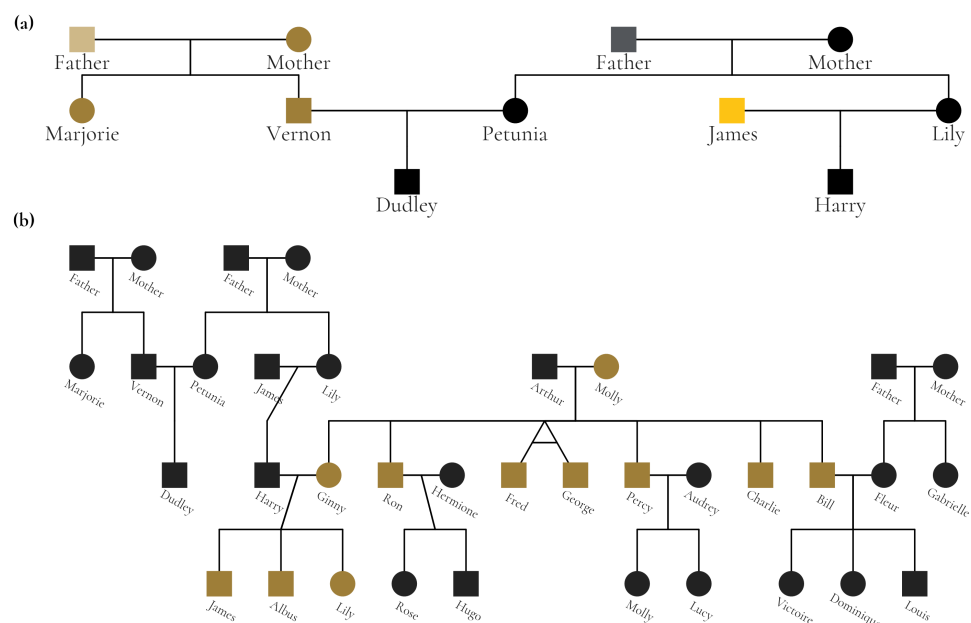 (a)
Father Mother Father Mother
Marjorie Vernon Petunia James Lily
Dudley Harry
(b)
Father Mother Father Mother
Marjorie Vernon Petunia James Lily Arthur Molly Father Mother
Dudley Harry Ginny Ron Hermione Fred George Percy Audrey Charlie Bill Fleur Gabrielle
James Albus Lily Rose Hugo Molly Lucy Victoire Dominique Louis